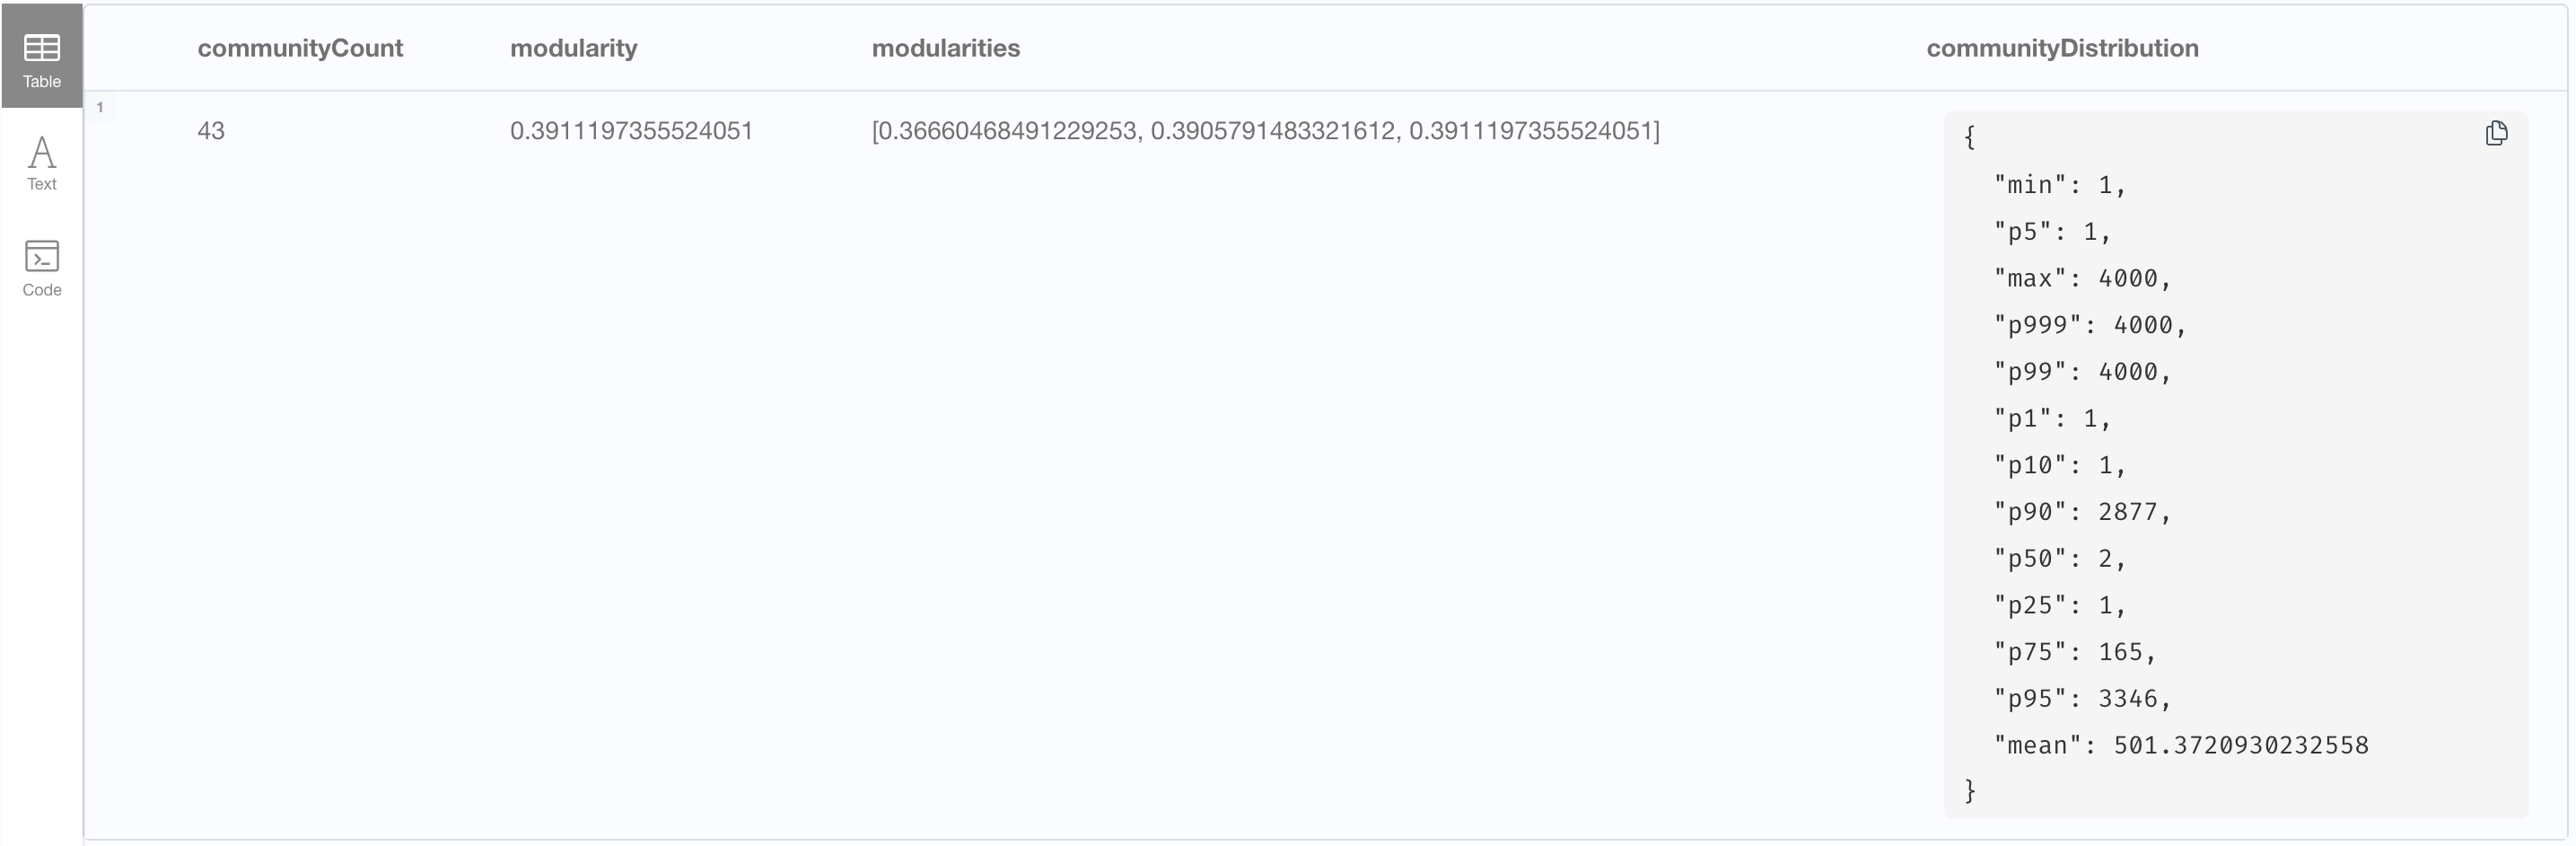 Table
Text
Code
communityCount modularity modularities communityDistribution
1
43 0.3911197355524051 [0.36660468491229253, 0.3905791483321612, 0.3911197355524051]
{
"min": 1,
"p5": 1,
"max": 4000,
"p999": 4000,
"p99": 4000,
"p1": 1,
"p10": 1,
"p90": 2877,
"p50": 2,
"p25": 1,
"p75": 165,
"p95": 3346,
"mean": 501.3720930232558
}